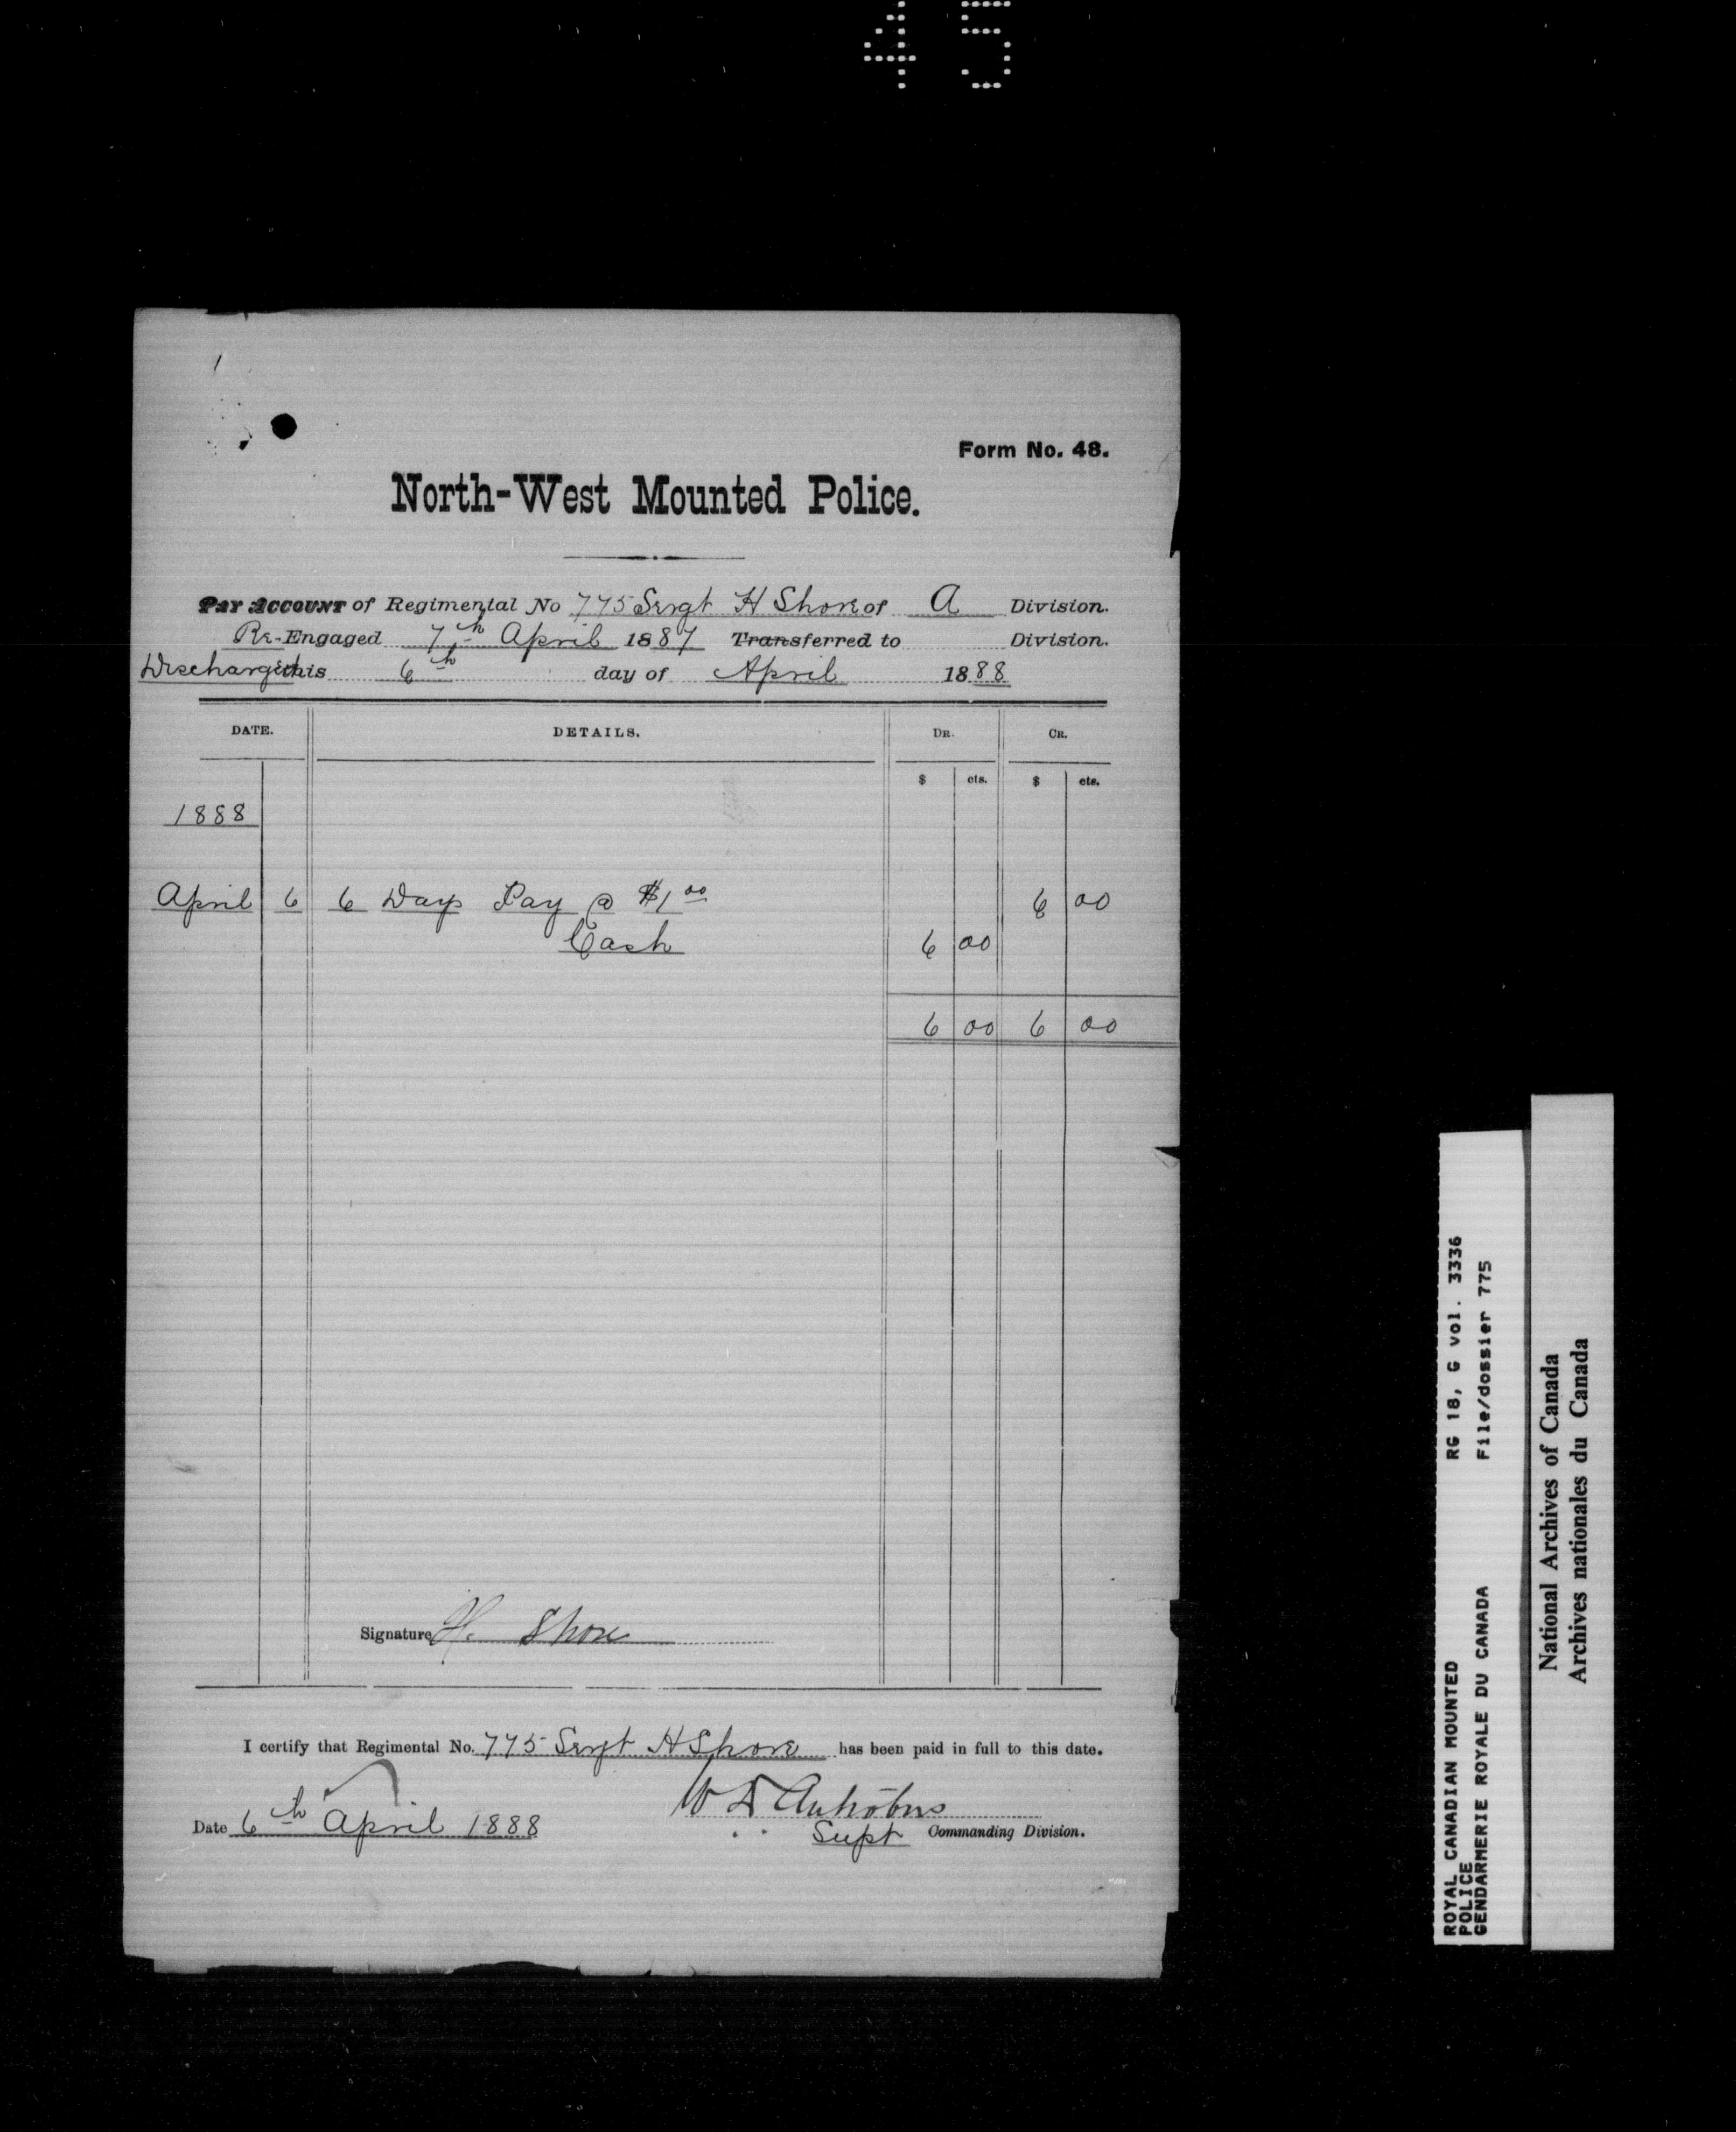 45
Form No. 48.
North-West Mounted Police.
Pay Account of Regimental No 775 Sergt H Shore of A Division.
Re-Engaged 7th April 1887 Transferred to Division.
Discharged this 6th day of April 1888
DATE. DETAILS. DR. CR.
$ cts. $ cts.
1888
April 6 6 Days Pay @ $1 00 6 00
Cash 6 00
6 00 6 00
Signature H. Shore
I certify that Regimental No. 775 Sergt H Shore has been paid in full to this date.
W D Antrobus
Date 6th April 1888 Supt Commanding Division.
ROYAL CANADIAN MOUNTED RG 18, G vol. 3336
POLICE
GENDARMERIE ROYALE DU CANADA File/dossier 775
National Archives of Canada
Archives nationales du Canada